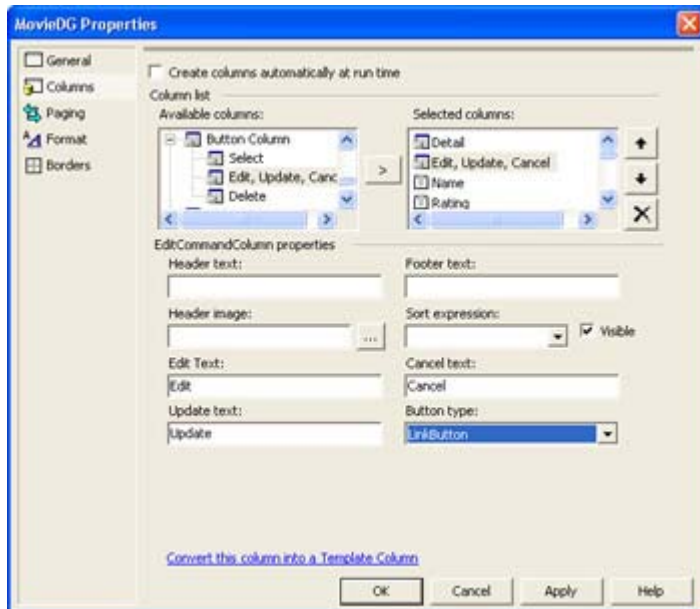 MovieDG Properties
General
Columns
Paging
Format
Borders
Create columns automatically at run time
Column list
Available columns:
Selected columns:
Button Column
Select
Edit, Update, Canc
Delete
>
Detail
Edit, Update, Cancel
Name
Rating
EditCommandColumn properties
Header text:
Footer text:
Header image:
Sort expression:
...
Visible
Edit Text:
Cancel text:
Edit
Cancel
Update text:
Button type:
Update
LinkButton
Convert this column into a Template Column
OK
Cancel
Apply
Help